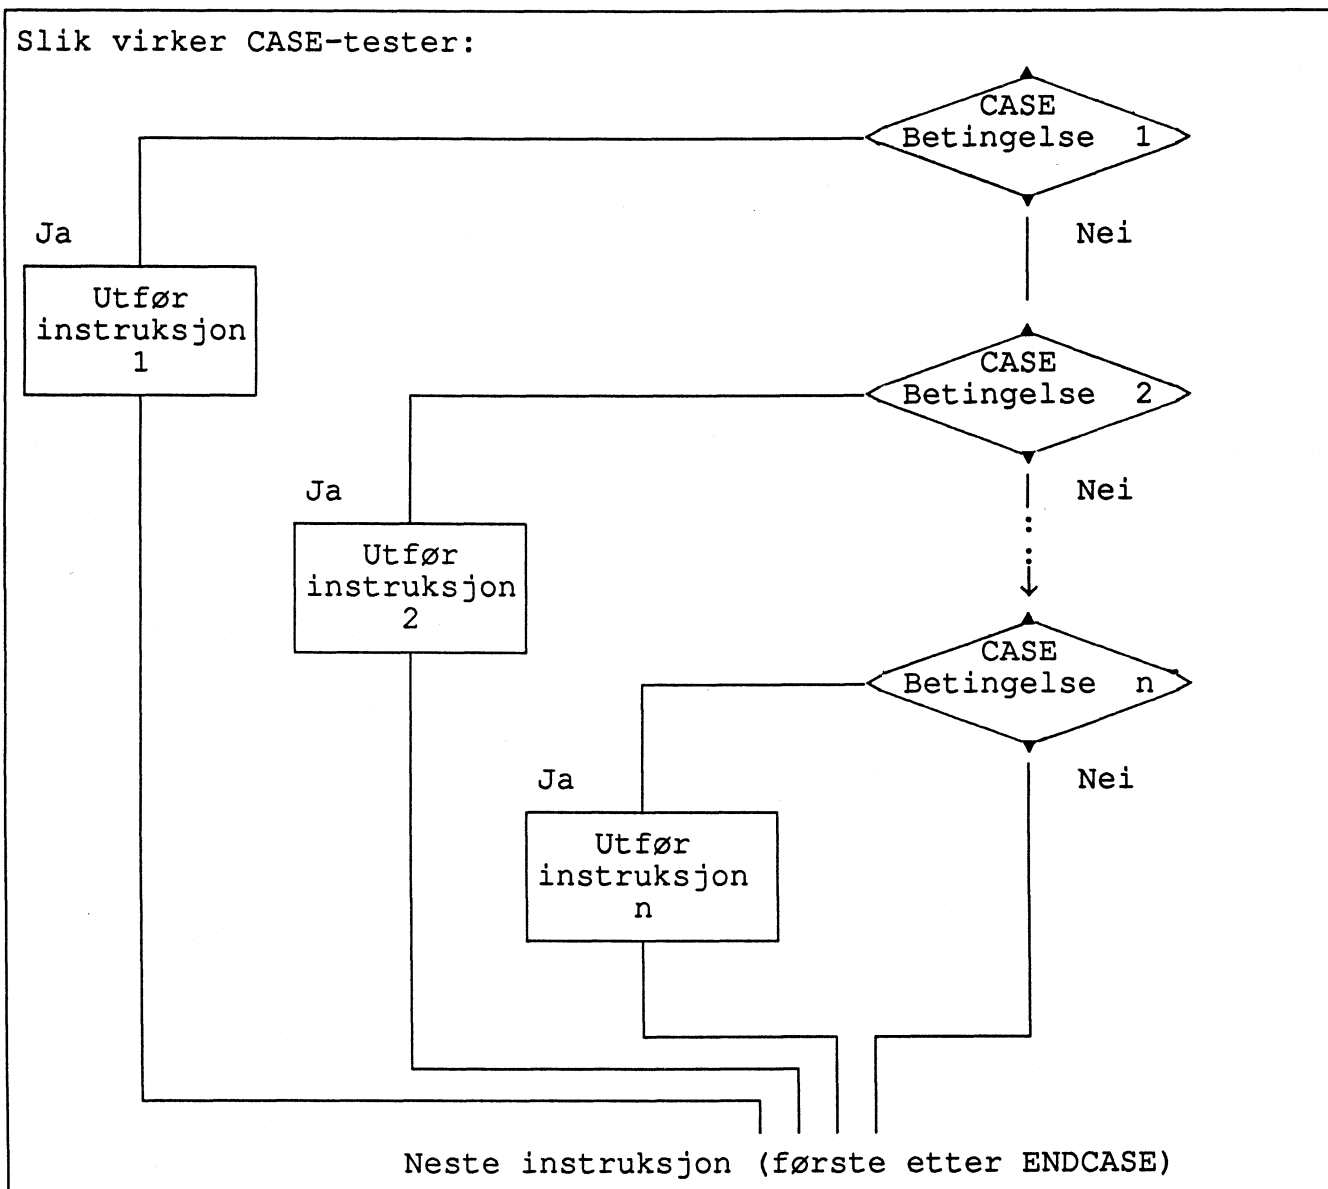 Slik virker CASE-tester:
CASE
Betingelse 1
Ja
Nei
Utfør
instruksjon
1
CASE
Betingelse 2
Ja
Nei
Utfør
instruksjon
2
CASE
Betingelse n
Ja
Nei
Utfør
instruksjon
n
Neste instruksjon (første etter ENDCASE)